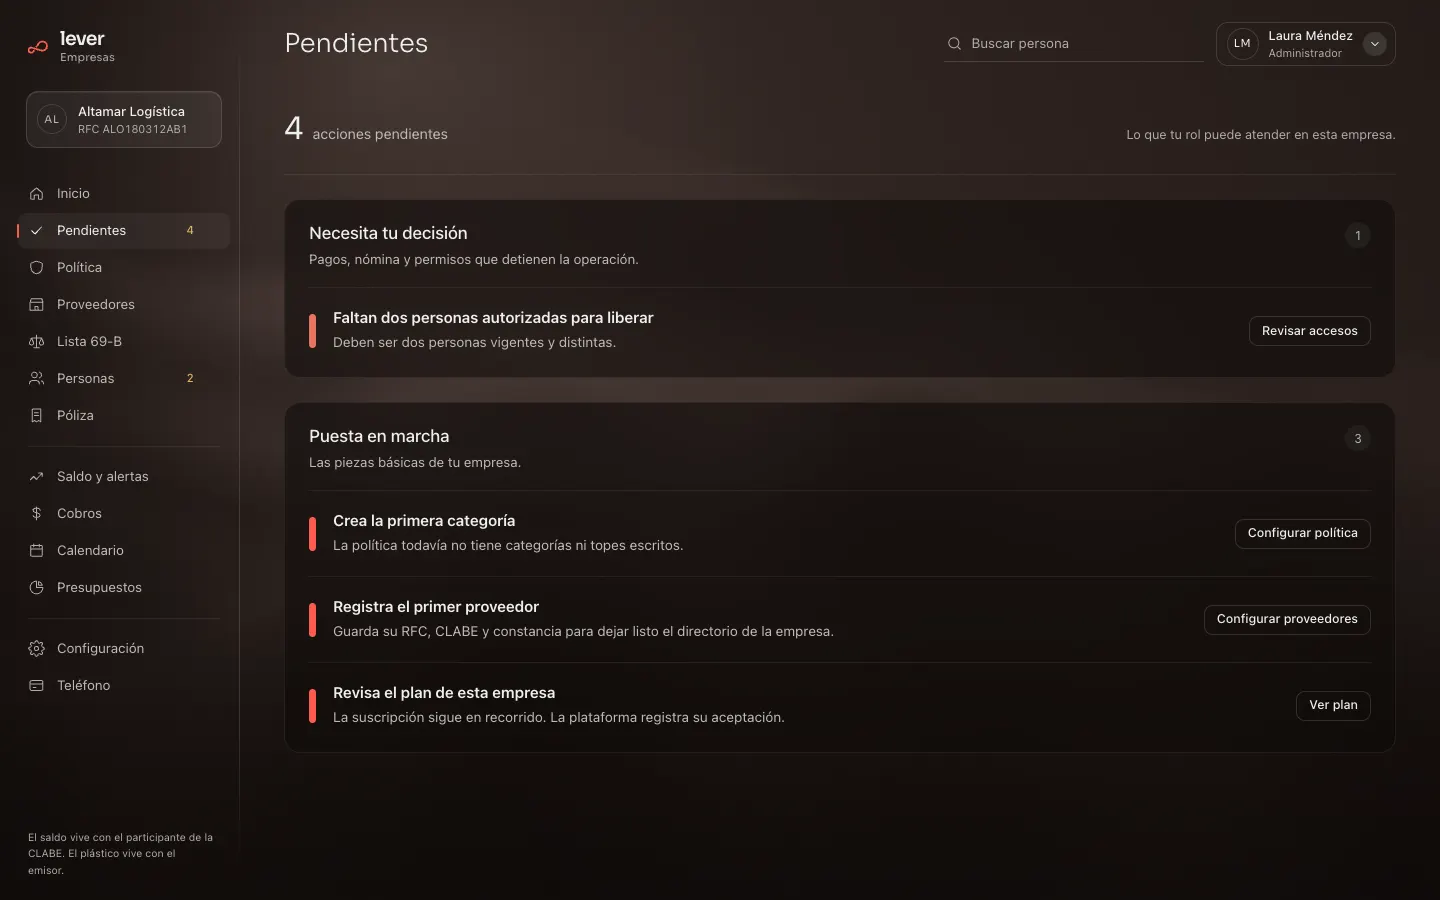 lever
Empresas
AL
Altamar Logística
RFC ALO180312AB1
Inicio
Pendientes 4
Política
Proveedores
Lista 69-B
Personas 2
Póliza
Saldo y alertas
Cobros
Calendario
Presupuestos
Configuración
Teléfono
El saldo vive con el participante de la
CLABE. El plástico vive con el
emisor.
Pendientes
Buscar persona
LM
Laura Méndez
Administrador
4 acciones pendientes
Lo que tu rol puede atender en esta empresa.
Necesita tu decisión
1
Pagos, nómina y permisos que detienen la operación.
Faltan dos personas autorizadas para liberar
Deben ser dos personas vigentes y distintas.
Revisar accesos
Puesta en marcha
3
Las piezas básicas de tu empresa.
Crea la primera categoría
La política todavía no tiene categorías ni topes escritos.
Configurar política
Registra el primer proveedor
Guarda su RFC, CLABE y constancia para dejar listo el directorio de la empresa.
Configurar proveedores
Revisa el plan de esta empresa
La suscripción sigue en recorrido. La plataforma registra su aceptación.
Ver plan